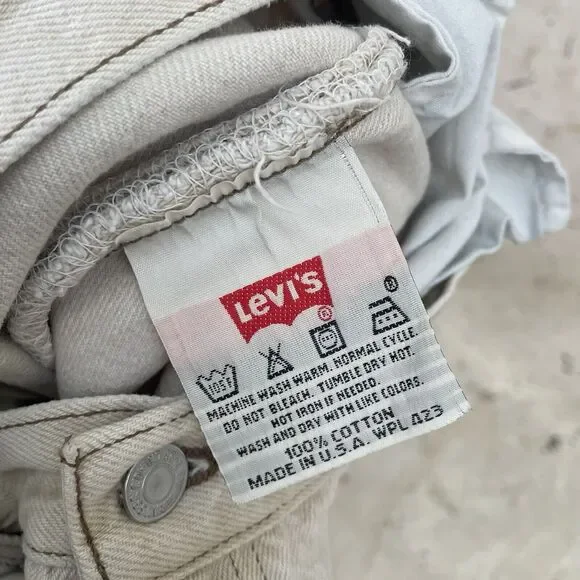 Levi's
®
®
105°
MACHINE WASH WARM. NORMAL CYCLE.
DO NOT BLEACH. TUMBLE DRY HOT.
HOT IRON IF NEEDED.
WASH AND DRY WITH LIKE COLORS.
100% COTTON
MADE IN U.S.A. WPL 423